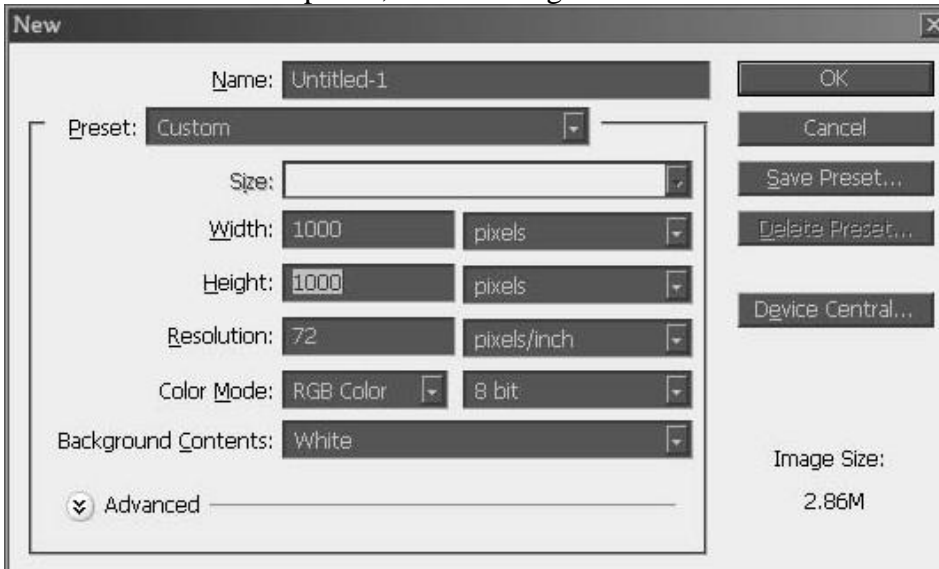 New
Name: Untitled-1
OK
Preset: Custom
Cancel
Size:
Save Preset...
Width: 1000 pixels
Delete Preset...
Height: 1000 pixels
Device Central...
Resolution: 72 pixels/inch
Color Mode: RGB Color 8 bit
Background Contents: White
Image Size:
2.86M
Advanced